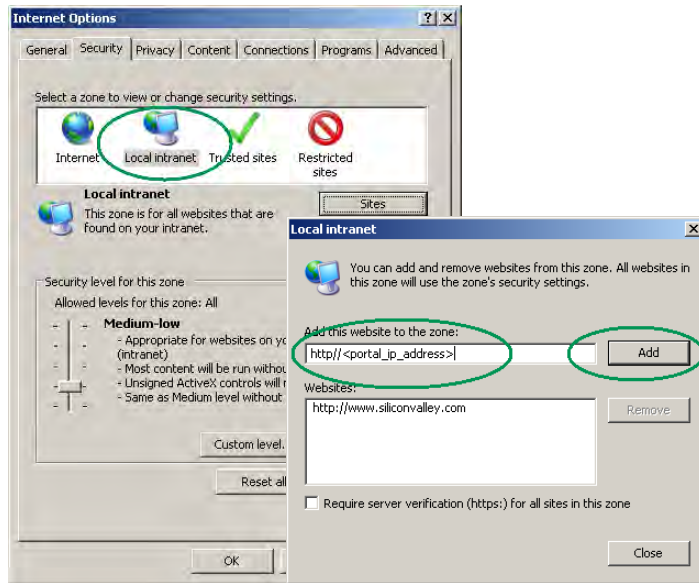 Internet Options
General Security Privacy Content Connections Programs Advanced
Select a zone to view or change security settings.
Internet Local intranet Trusted sites Restricted sites
Local intranet
This zone is for all websites that are
found on your intranet.
Sites
Security level for this zone
Allowed levels for this zone: All
Medium-low
- Appropriate for websites on yo
(intranet)
- Most content will be run withou
- Unsigned ActiveX controls will
- Same as Medium level without
Custom level.
Reset all
OK
Local intranet
You can add and remove websites from this zone. All websites in
this zone will use the zone's security settings.
Add this website to the zone:
http//<portal_ip_address>
Add
Websites:
http://www.siliconvalley.com
Remove
Require server verification (https:) for all sites in this zone
Close